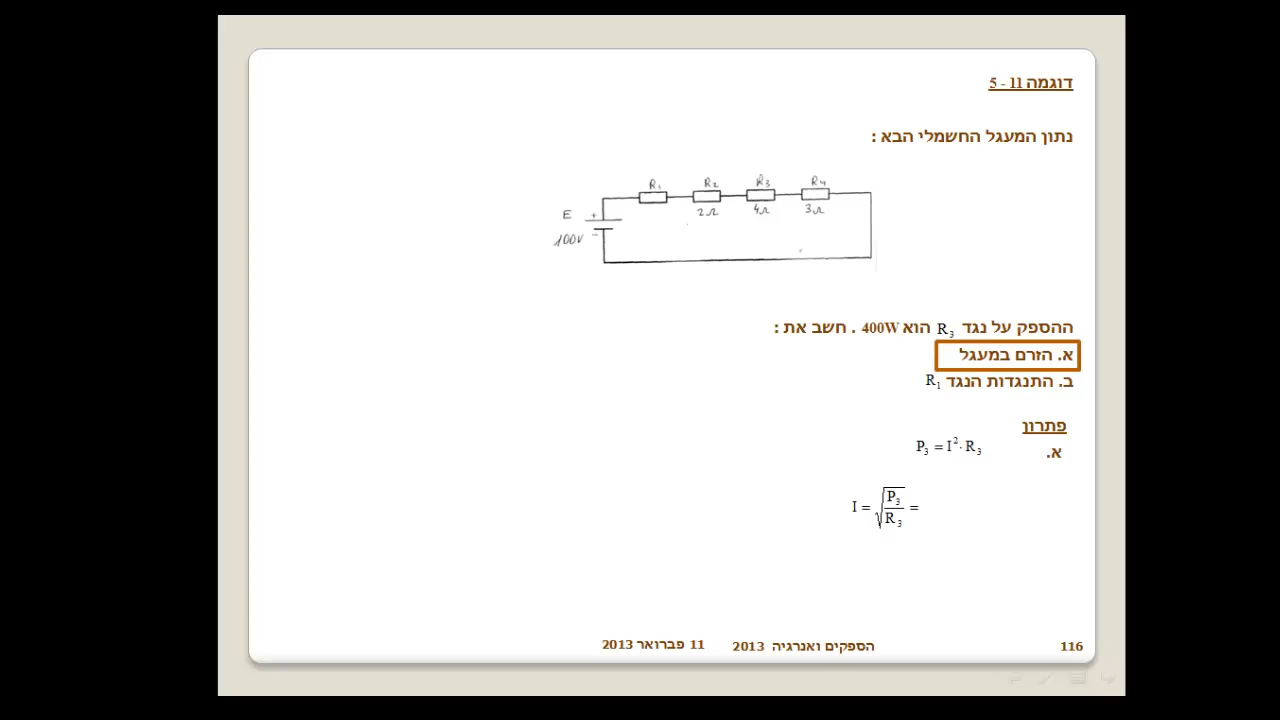 דוגמה 11 - 5
נתון המעגל החשמלי הבא :
R₁ R₂ R₃ R₄
E + 2Ω 4Ω 3Ω
100V −
ההספק על נגד R₃ הוא 400W . חשב את :
א. הזרם במעגל
ב. התנגדות הנגד R₁
פתרון
א. P₃ = I² · R₃
I = √(P₃/R₃) =
116 הספקים ואנרגיה 2013 11 פברואר 2013